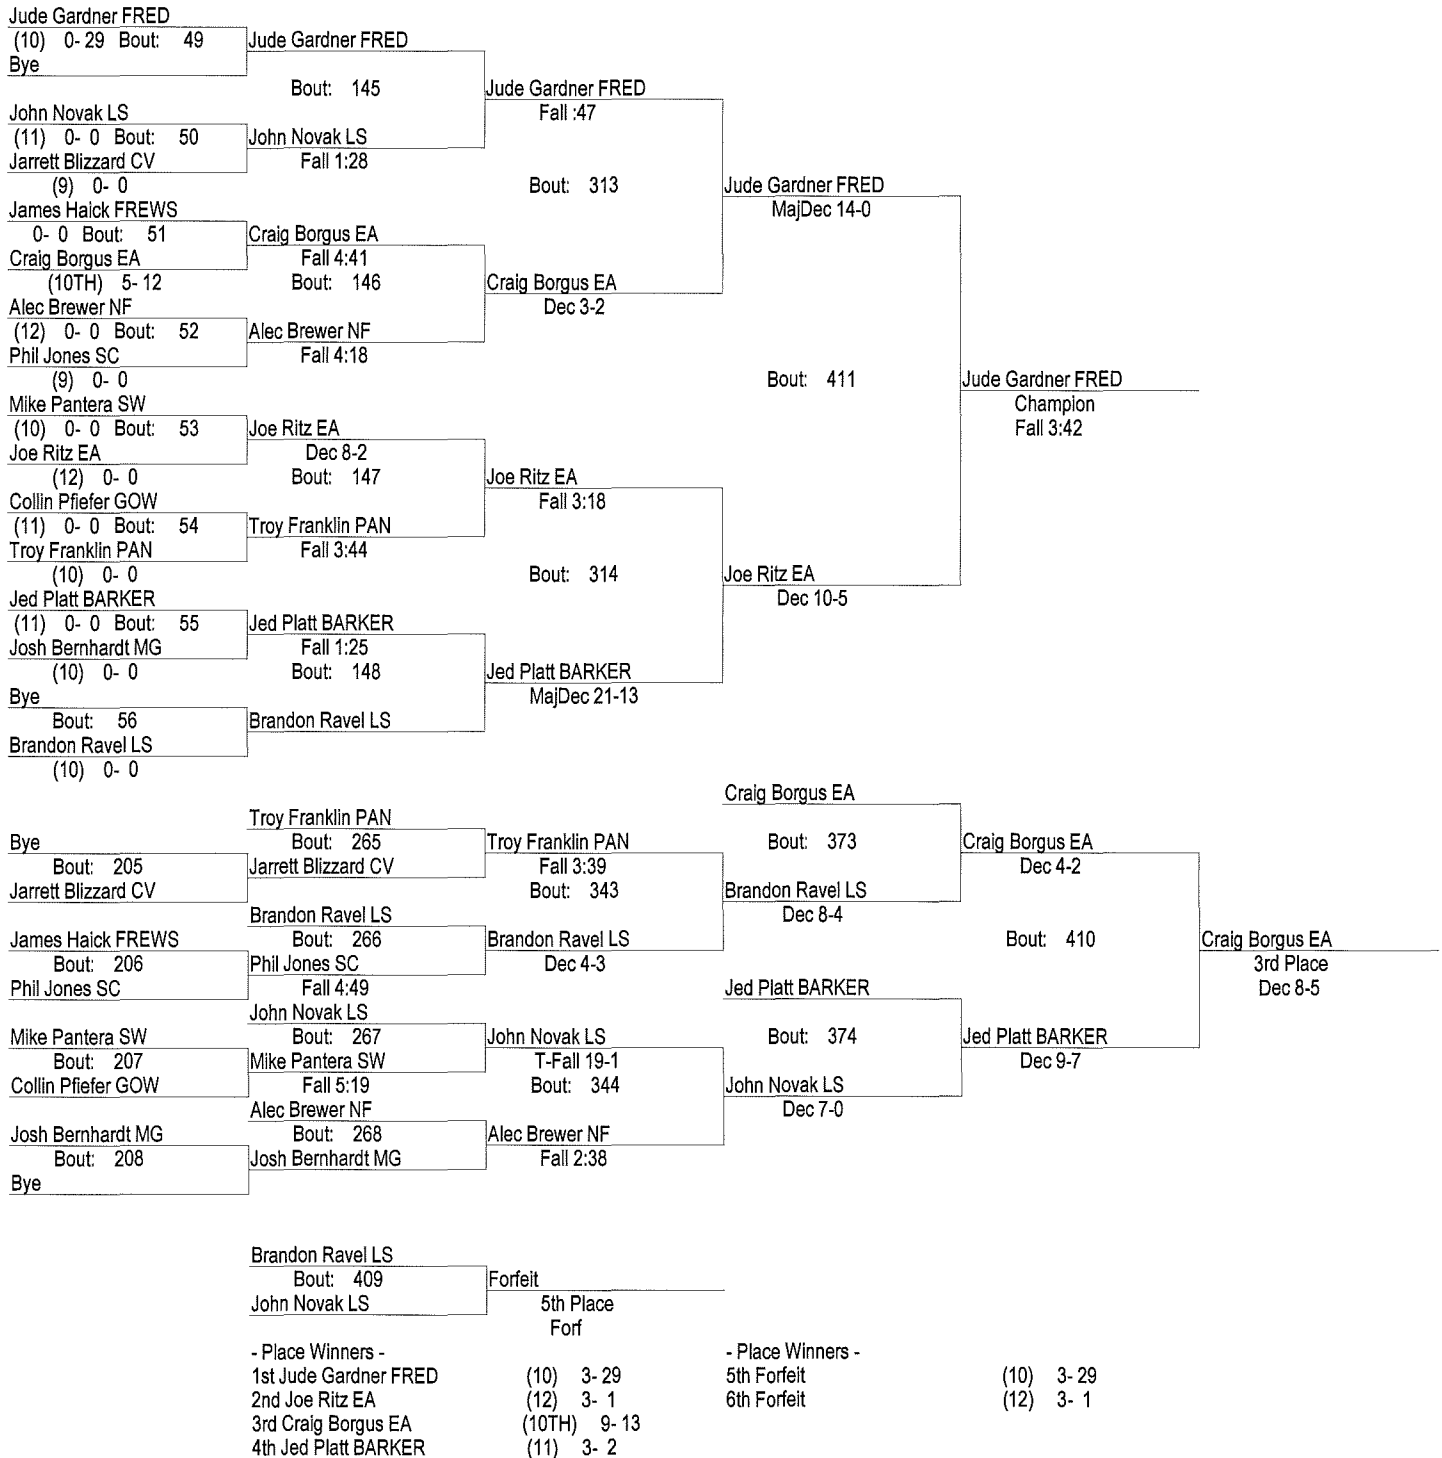 Jude Gardner FRED
(10) 0- 29 Bout: 49 Jude Gardner FRED
Bye
Bout: 145 Jude Gardner FRED
John Novak LS Fall :47
(11) 0- 0 Bout: 50 John Novak LS
Jarrett Blizzard CV Fall 1:28
(9) 0- 0 Bout: 313 Jude Gardner FRED
James Haick FREWS MajDec 14-0
0- 0 Bout: 51 Craig Borgus EA
Craig Borgus EA Fall 4:41
(10TH) 5- 12 Bout: 146 Craig Borgus EA
Alec Brewer NF Dec 3-2
(12) 0- 0 Bout: 52 Alec Brewer NF
Phil Jones SC Fall 4:18
(9) 0- 0 Bout: 411 Jude Gardner FRED
Mike Pantera SW Champion
(10) 0- 0 Bout: 53 Joe Ritz EA Fall 3:42
Joe Ritz EA Dec 8-2
(12) 0- 0 Bout: 147 Joe Ritz EA
Collin Pfiefer GOW Fall 3:18
(11) 0- 0 Bout: 54 Troy Franklin PAN
Troy Franklin PAN Fall 3:44
(10) 0- 0 Bout: 314 Joe Ritz EA
Jed Platt BARKER Dec 10-5
(11) 0- 0 Bout: 55 Jed Platt BARKER
Josh Bernhardt MG Fall 1:25
(10) 0- 0 Bout: 148 Jed Platt BARKER
Bye MajDec 21-13
Bout: 56 Brandon Ravel LS
Brandon Ravel LS
(10) 0- 0
Craig Borgus EA
Troy Franklin PAN
Bye Bout: 265 Troy Franklin PAN Bout: 373 Craig Borgus EA
Bout: 205 Jarrett Blizzard CV Fall 3:39 Dec 4-2
Jarrett Blizzard CV Bout: 343 Brandon Ravel LS
Brandon Ravel LS Dec 8-4
James Haick FREWS Bout: 266 Brandon Ravel LS Bout: 410 Craig Borgus EA
Bout: 206 Phil Jones SC Dec 4-3 3rd Place
Phil Jones SC Fall 4:49 Jed Platt BARKER Dec 8-5
John Novak LS
Mike Pantera SW Bout: 267 John Novak LS Bout: 374 Jed Platt BARKER
Bout: 207 Mike Pantera SW T-Fall 19-1 Dec 9-7
Collin Pfiefer GOW Fall 5:19 Bout: 344 John Novak LS
Alec Brewer NF Dec 7-0
Josh Bernhardt MG Bout: 268 Alec Brewer NF
Bout: 208 Josh Bernhardt MG Fall 2:38
Bye
Brandon Ravel LS
Bout: 409 Forfeit
John Novak LS 5th Place
Forf
- Place Winners - - Place Winners -
1st Jude Gardner FRED (10) 3- 29 5th Forfeit (10) 3- 29
2nd Joe Ritz EA (12) 3- 1 6th Forfeit (12) 3- 1
3rd Craig Borgus EA (10TH) 9- 13
4th Jed Platt BARKER (11) 3- 2